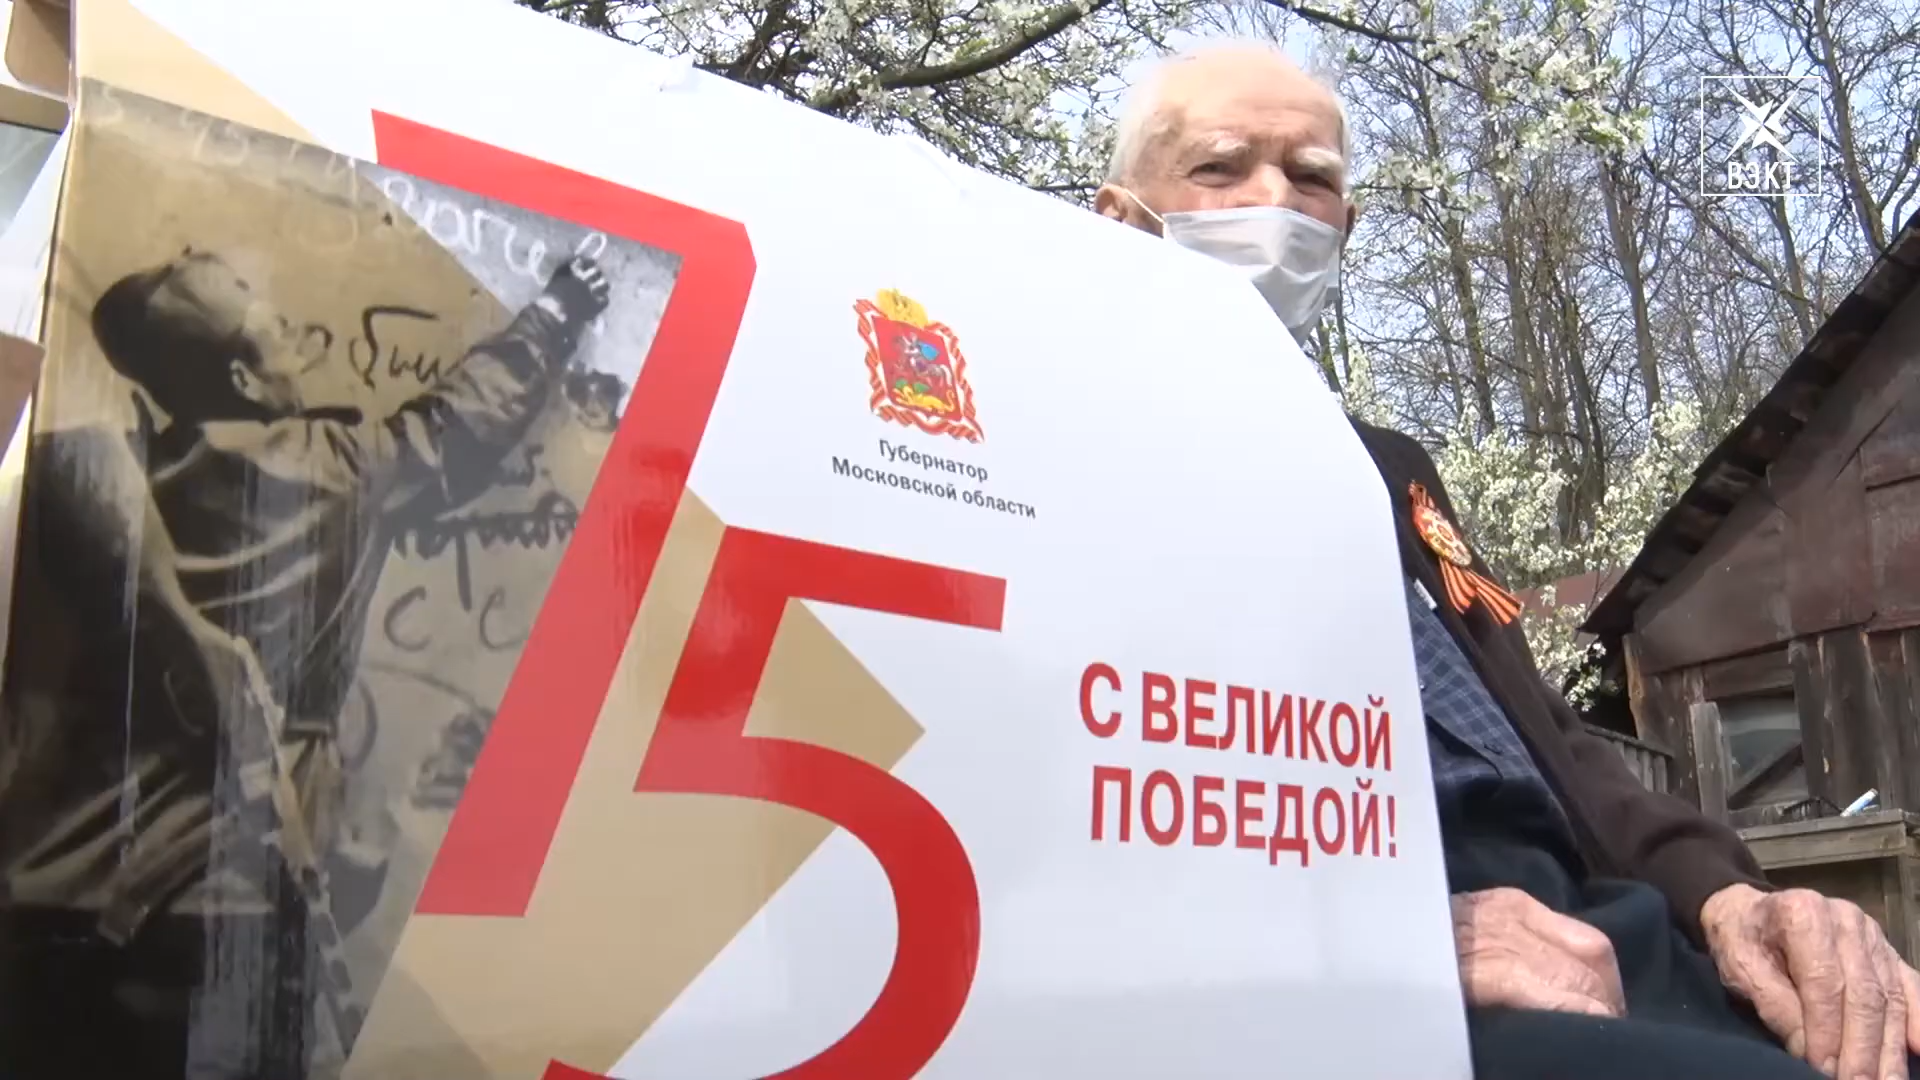 ВЭКТ
75
Губернатор
Московской области
С ВЕЛИКОЙ
ПОБЕДОЙ!
С С